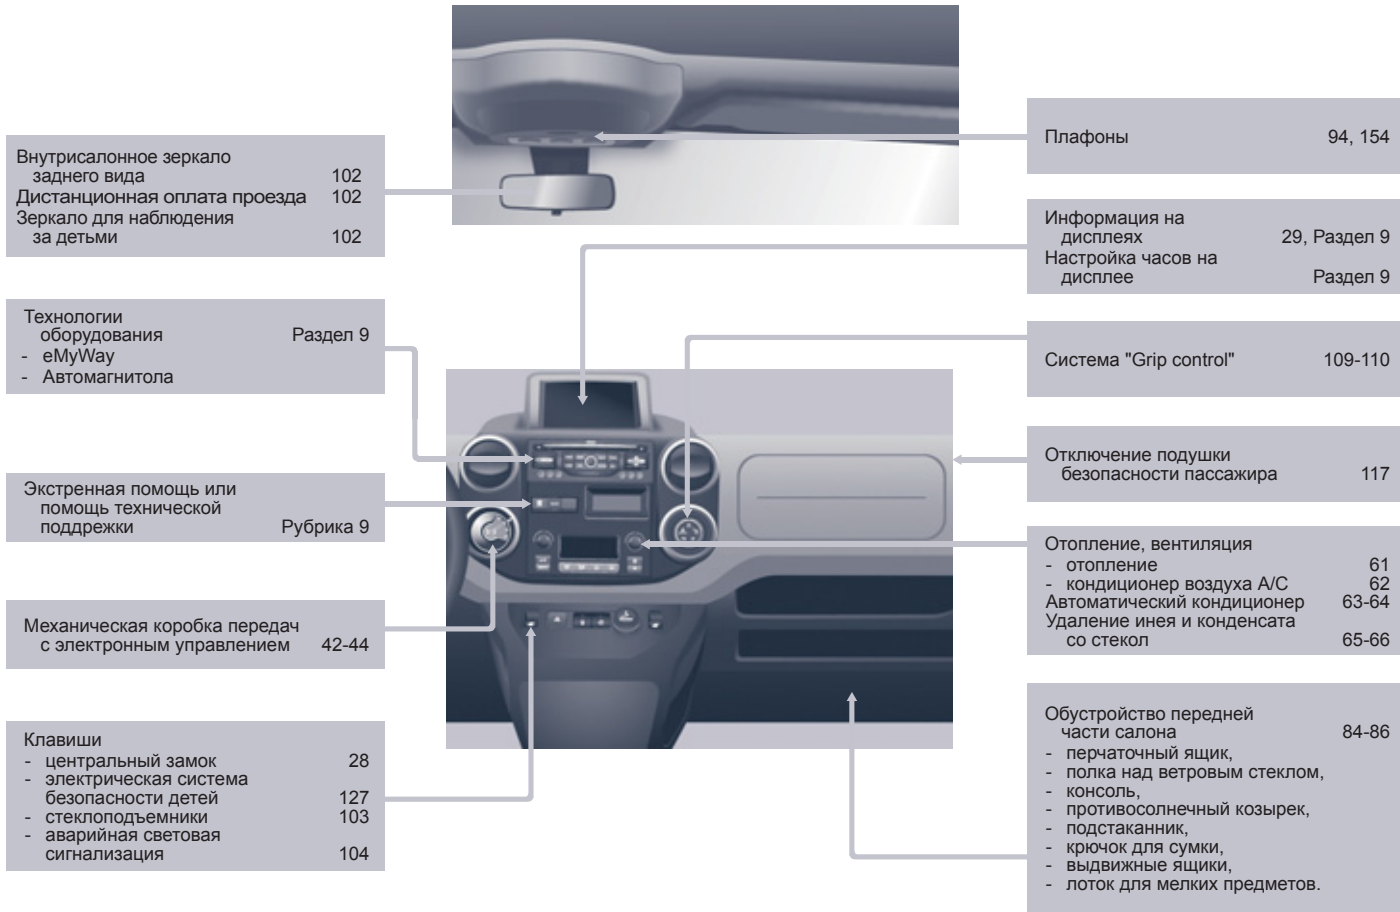 Внутрисалонное зеркало
заднего вида 102
Дистанционная оплата проезда 102
Зеркало для наблюдения
за детьми 102
Технологии
оборудования Раздел 9
- eMyWay
- Автомагнитола
Экстренная помощь или
помощь технической
поддрежки Рубрика 9
Механическая коробка передач
с электронным управлением 42-44
Клавиши
- центральный замок 28
- электрическая система
безопасности детей 127
- стеклоподъемники 103
- аварийная световая
сигнализация 104
Плафоны 94, 154
Информация на
дисплеях 29, Раздел 9
Настройка часов на
дисплее Раздел 9
Система "Grip control" 109-110
Отключение подушки
безопасности пассажира 117
Отопление, вентиляция
- отопление 61
- кондиционер воздуха A/C 62
Автоматический кондиционер 63-64
Удаление инея и конденсата
со стекол 65-66
Обустройство передней
части салона 84-86
- перчаточный ящик,
- полка над ветровым стеклом,
- консоль,
- противосолнечный козырек,
- подстаканник,
- крючок для сумки,
- выдвижные ящики,
- лоток для мелких предметов.